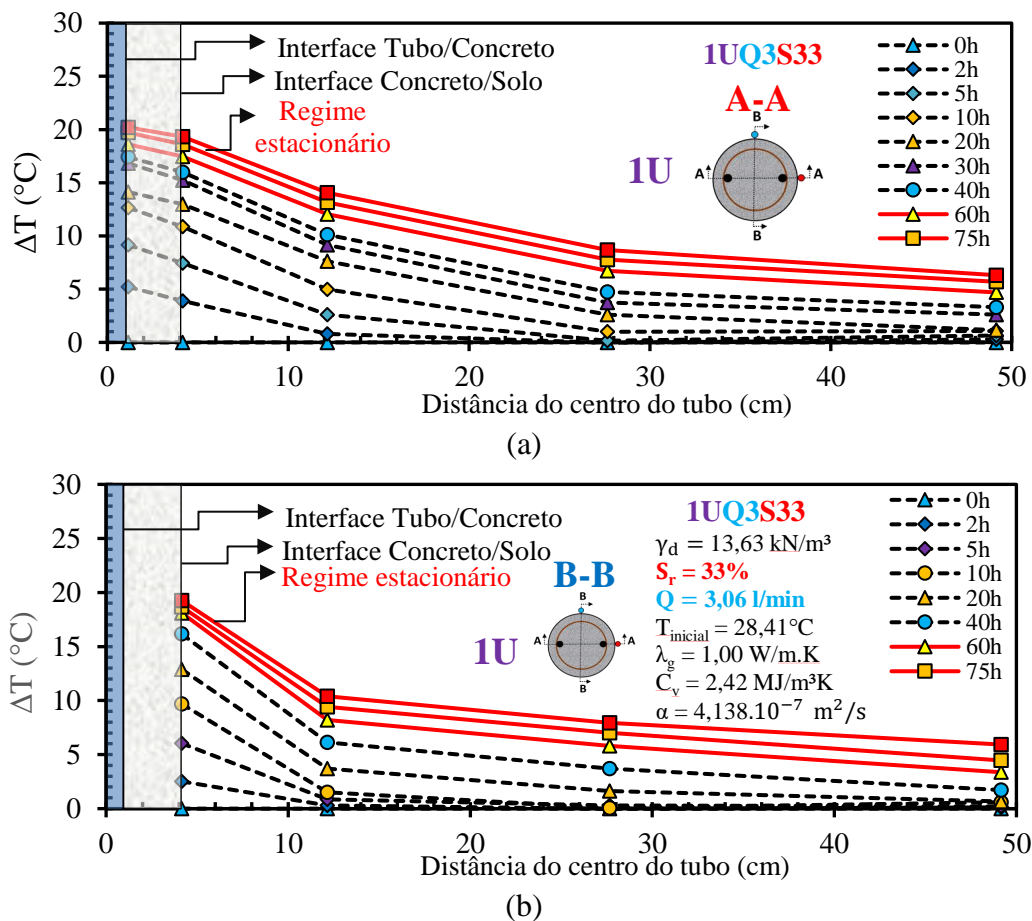 30
25
20
15
10
5
0
ΔT (°C)
Interface Tubo/Concreto
Interface Concreto/Solo
Regime
estacionário
1UQ3S33
A-A
1U
B
A
A
B
0h
2h
5h
10h
20h
30h
40h
60h
75h
0 10 20 30 40 50
Distância do centro do tubo (cm)
(a)
30
25
20
15
10
5
0
ΔT (°C)
Interface Tubo/Concreto
Interface Concreto/Solo
Regime estacionário
B-B
1U
B
A
A
B
1UQ3S33
γd = 13,63 kN/m³
Sr = 33%
Q = 3,06 l/min
Tinicial = 28,41°C
λg = 1,00 W/m.K
Cv = 2,42 MJ/m³K
α = 4,138.10⁻⁷ m²/s
0h
2h
5h
10h
20h
40h
60h
75h
0 10 20 30 40 50
Distância do centro do tubo (cm)
(b)